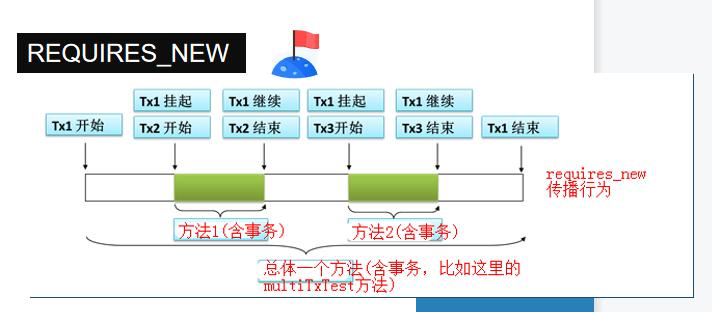 REQUIRES_NEW
Tx1 挂起
Tx1 继续
Tx1 挂起
Tx1 继续
Tx1 开始
Tx2 开始
Tx2 结束
Tx3开始
Tx3 结束
Tx1 结束
requires_new
传播行为
方法1(含事务)
方法2(含事务)
总体一个方法(含事务，比如这里的
multiTxTest方法)